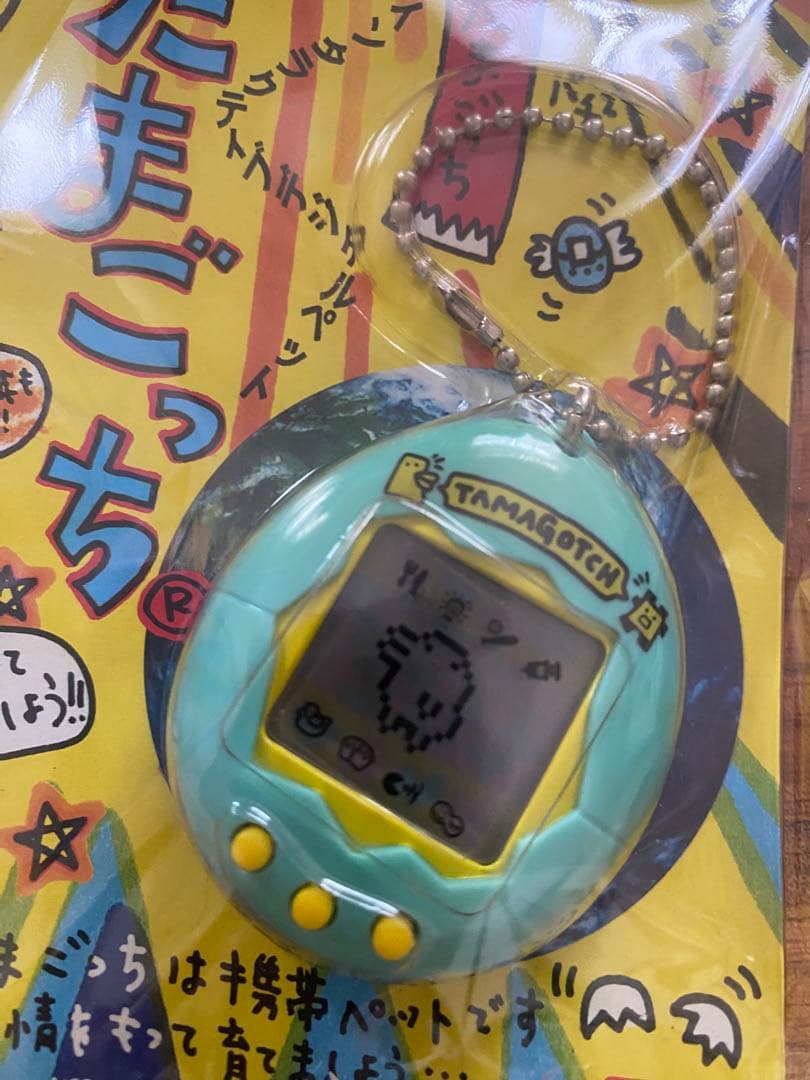 たまごっち
®
インタラクティブデジタルペット
TAMAGOTCH
まごっちは携帯ペットです
情をもって育てましょう…